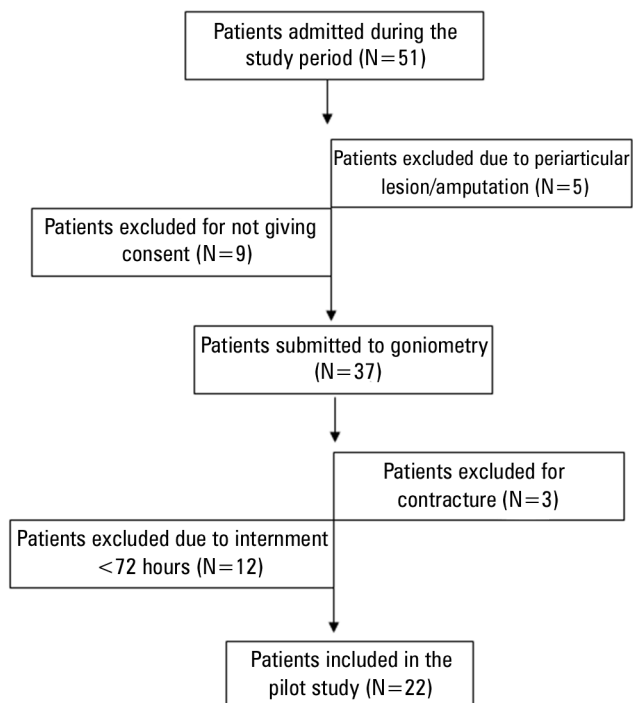 Patients admitted during the
study period (N=51)
Patients excluded due to periarticular
lesion/amputation (N=5)
Patients excluded for not giving
consent (N=9)
Patients submitted to goniometry
(N=37)
Patients excluded for
contracture (N=3)
Patients excluded due to internment
<72 hours (N=12)
Patients included in the
pilot study (N=22)